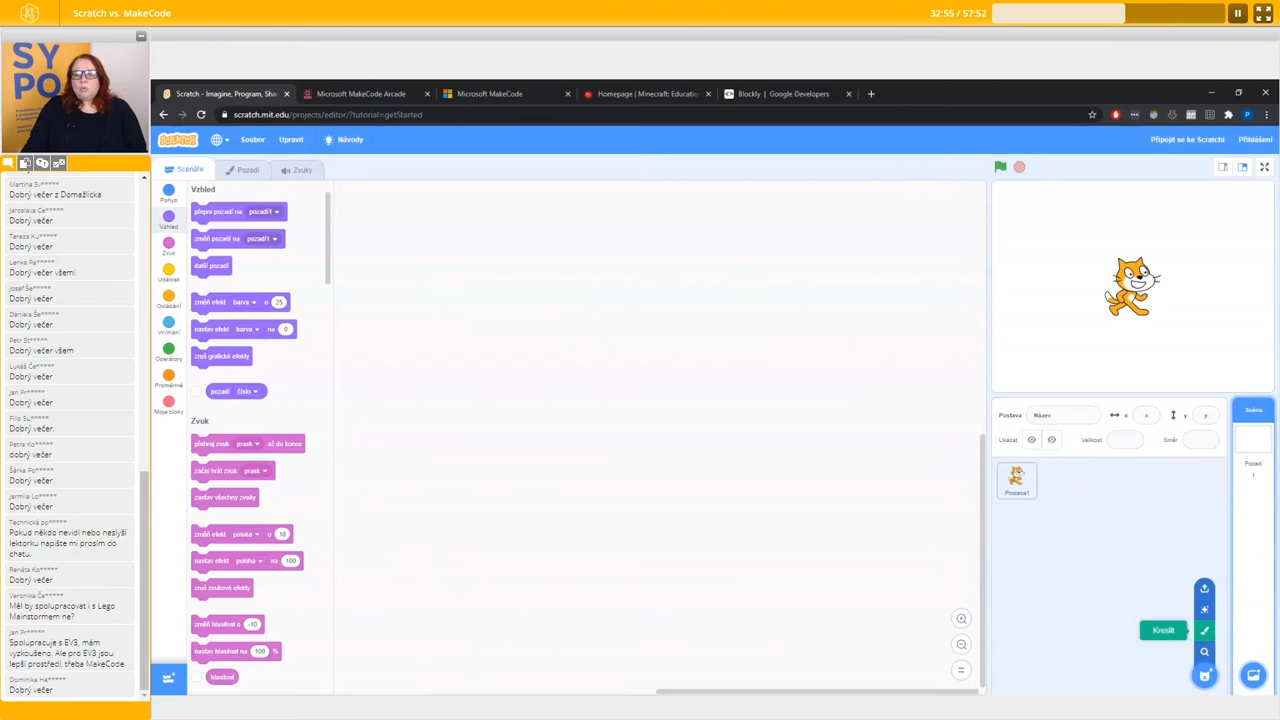 Scratch vs. MakeCode
32:55 / 57:52
SY
PO
Scratch - Imagine, Program, Sha
Microsoft MakeCode Arcade
Microsoft MakeCode
Homepage | Minecraft: Educatio
Blockly | Google Developers
scratch.mit.edu/projects/editor/?tutorial=getStarted
SCRATCH
Soubor
Upravit
Návody
Připojit se ke Scratchi
Přihlášení
Scénáře
Pozadí
Zvuky
Martina Sv*****
Dobrý večer z Domažlicka
Jaroslava Ce*****
Dobrý večer
Tereza Ku*****
Dobrý večer
Lenka Pa*****
Dobrý večer všem!
Josef Še*****
Dobrý večer
Daniela Še*****
Dobrý večer
Petr St*****
Dobrý večer všem
Lukáš Če*****
Dobrý večer
Jan Pr*****
Dobrý večer
Filip Su*****
Dobrý večer.
Petra Ko*****
dobrý večer
Šárka Po*****
Dobrý večer
Jarmila Lo*****
Dobrý večer
Technická po*****
Pokud někdo nevidí nebo neslyší
lektorku napište mi prosím do
chatu.
Renáta Ko*****
Dobrý večer
Veronika Ča*****
Měl by spolupracovat i s Lego
Mainstormem ne?
Jan Pr*****
Spolupracuje s EV3, mám
vyzkoušeno. Ale pro EV3 jsou
lepší prostředí, třeba MakeCode.
Dominika Ha*****
Dobrý večer
Pohyb
Vzhled
Zvuk
Události
Ovládání
Vnímání
Operátory
Proměnné
Moje bloky
Vzhled
přepni pozadí na pozadí1
změň pozadí na pozadí1
další pozadí
změň efekt barva o 25
nastav efekt barva na 0
zruš grafické efekty
pozadí číslo
Zvuk
přehraj zvuk prask až do konce
začni hrát zvuk prask
zastav všechny zvuky
změň efekt poloha o 10
nastav efekt poloha na 100
zruš zvukové efekty
změň hlasitost o -10
nastav hlasitost na 100 %
hlasitost
Postava
Název
x
x
y
y
Ukázat
Velikost
Směr
Postava1
Scéna
Pozadí
1
Kreslit